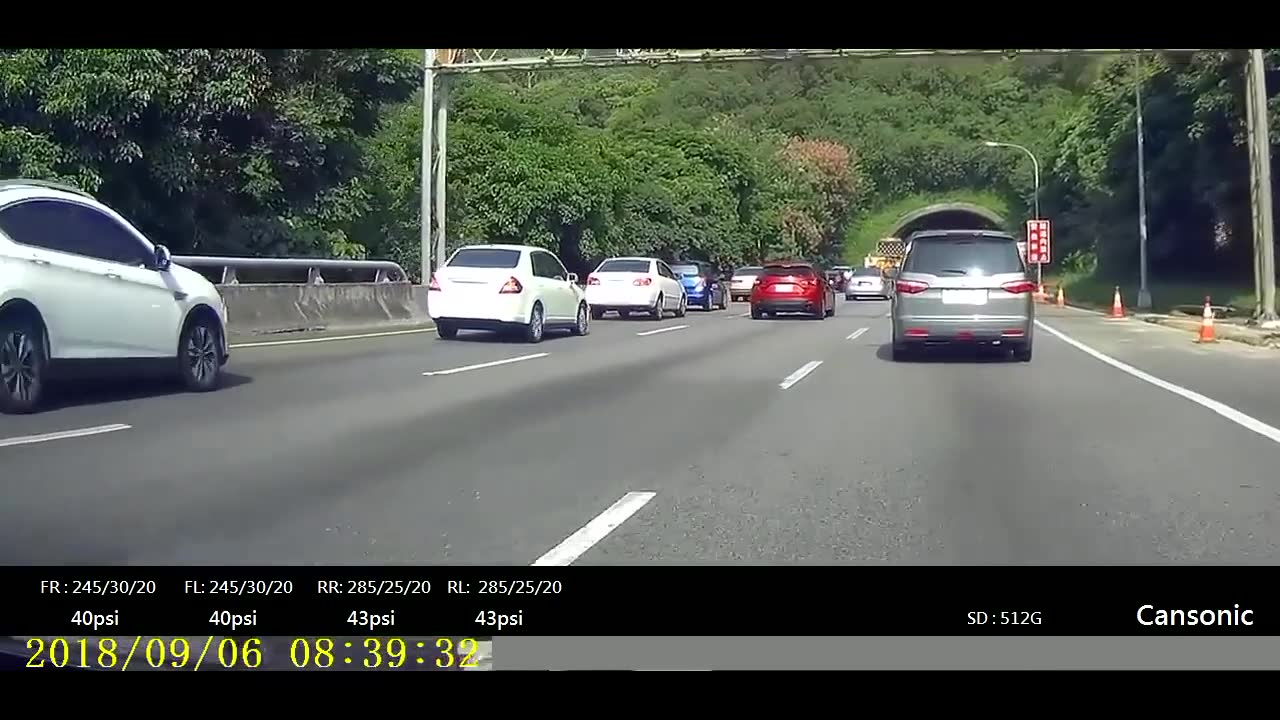 FR : 245/30/20 FL: 245/30/20 RR: 285/25/20 RL: 285/25/20
40psi 40psi 43psi 43psi
SD : 512G
Cansonic
2018/09/06 08:39:32